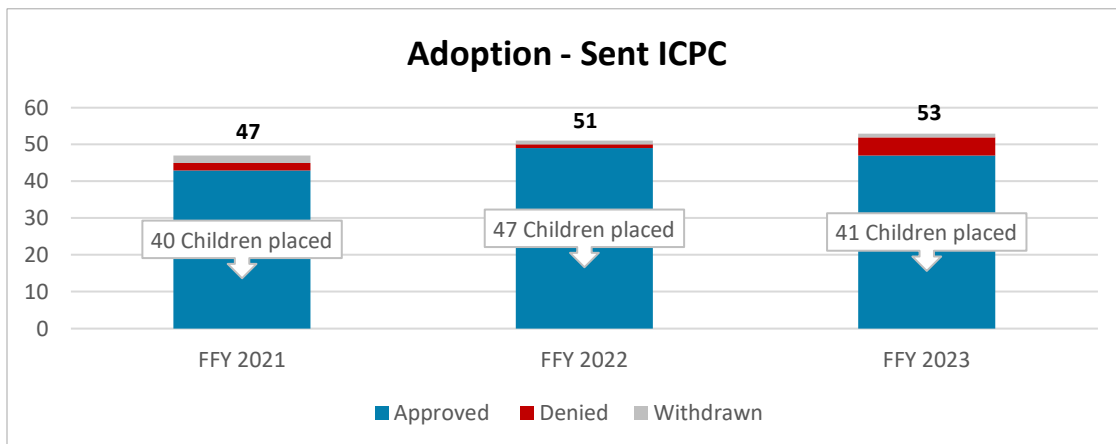 Adoption - Sent ICPC
60
50
40
30
20
10
0
47
51
53
40 Children placed
47 Children placed
41 Children placed
FFY 2021
FFY 2022
FFY 2023
Approved
Denied
Withdrawn